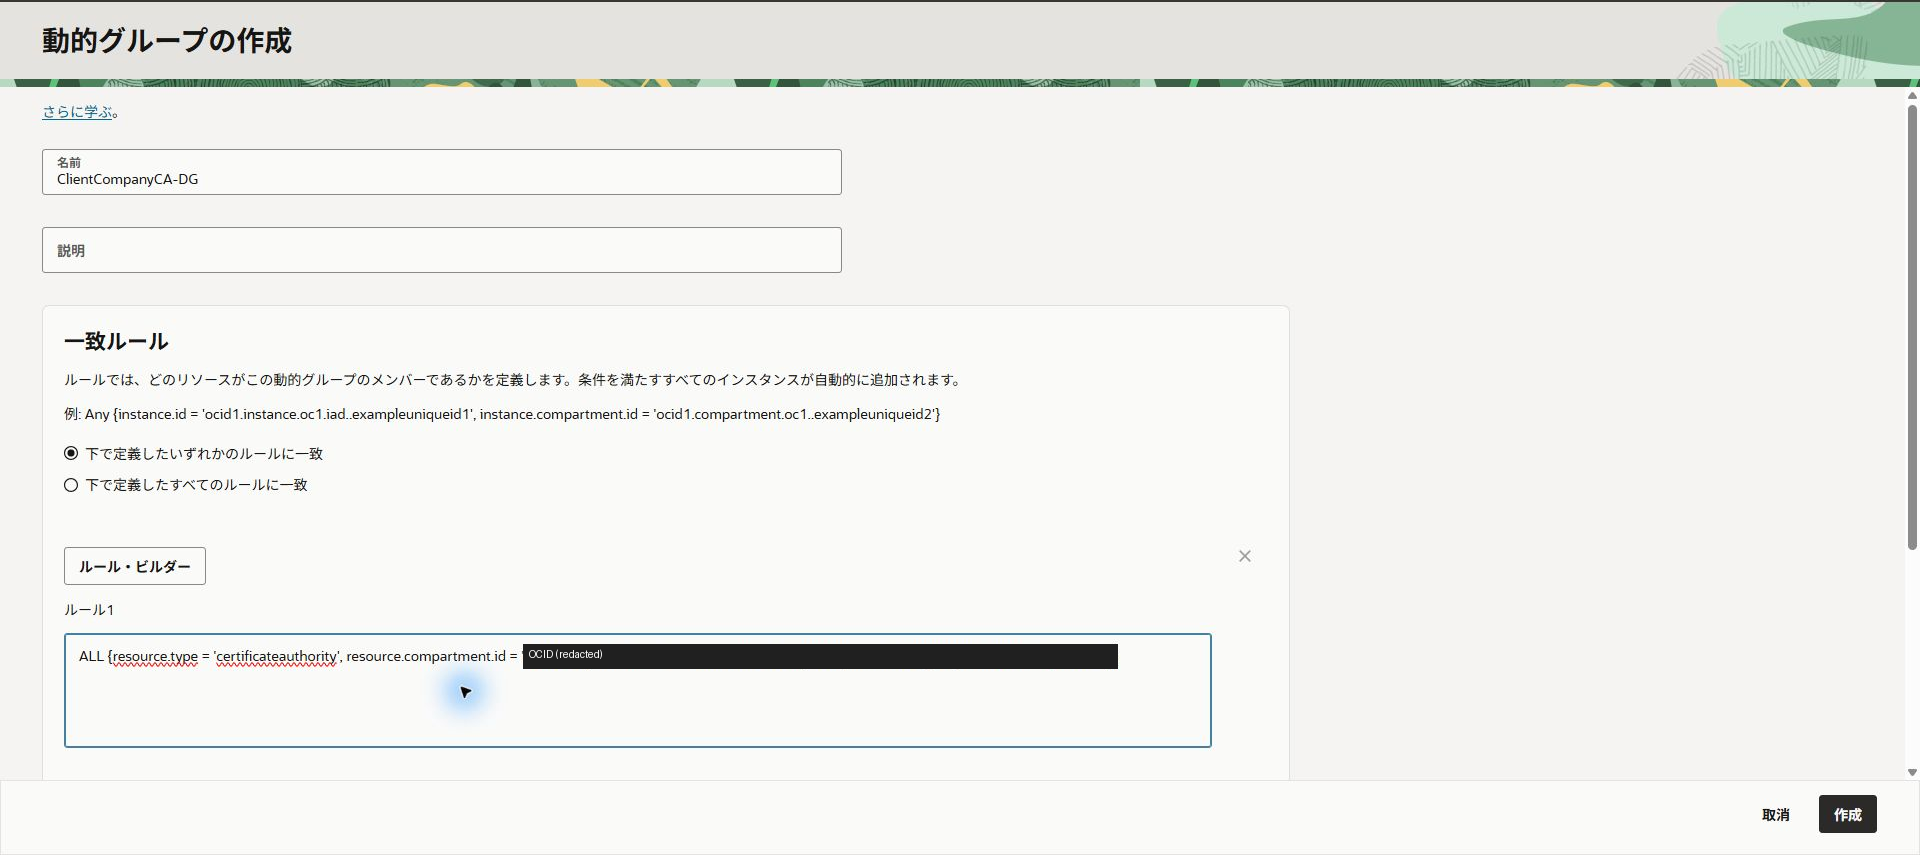 動的グループの作成
さらに学ぶ。
名前
ClientCompanyCA-DG
説明
一致ルール
ルールでは、どのリソースがこの動的グループのメンバーであるかを定義します。条件を満たすすべてのインスタンスが自動的に追加されます。
例: Any {instance.id = 'ocid1.instance.oc1.iad..exampleuniqueid1', instance.compartment.id = 'ocid1.compartment.oc1..exampleuniqueid2'}
下で定義したいずれかのルールに一致
下で定義したすべてのルールに一致
ルール・ビルダー
ルール1
ALL {resource.type = 'certificateauthority', resource.compartment.id = ' OCID (redacted)
取消
作成